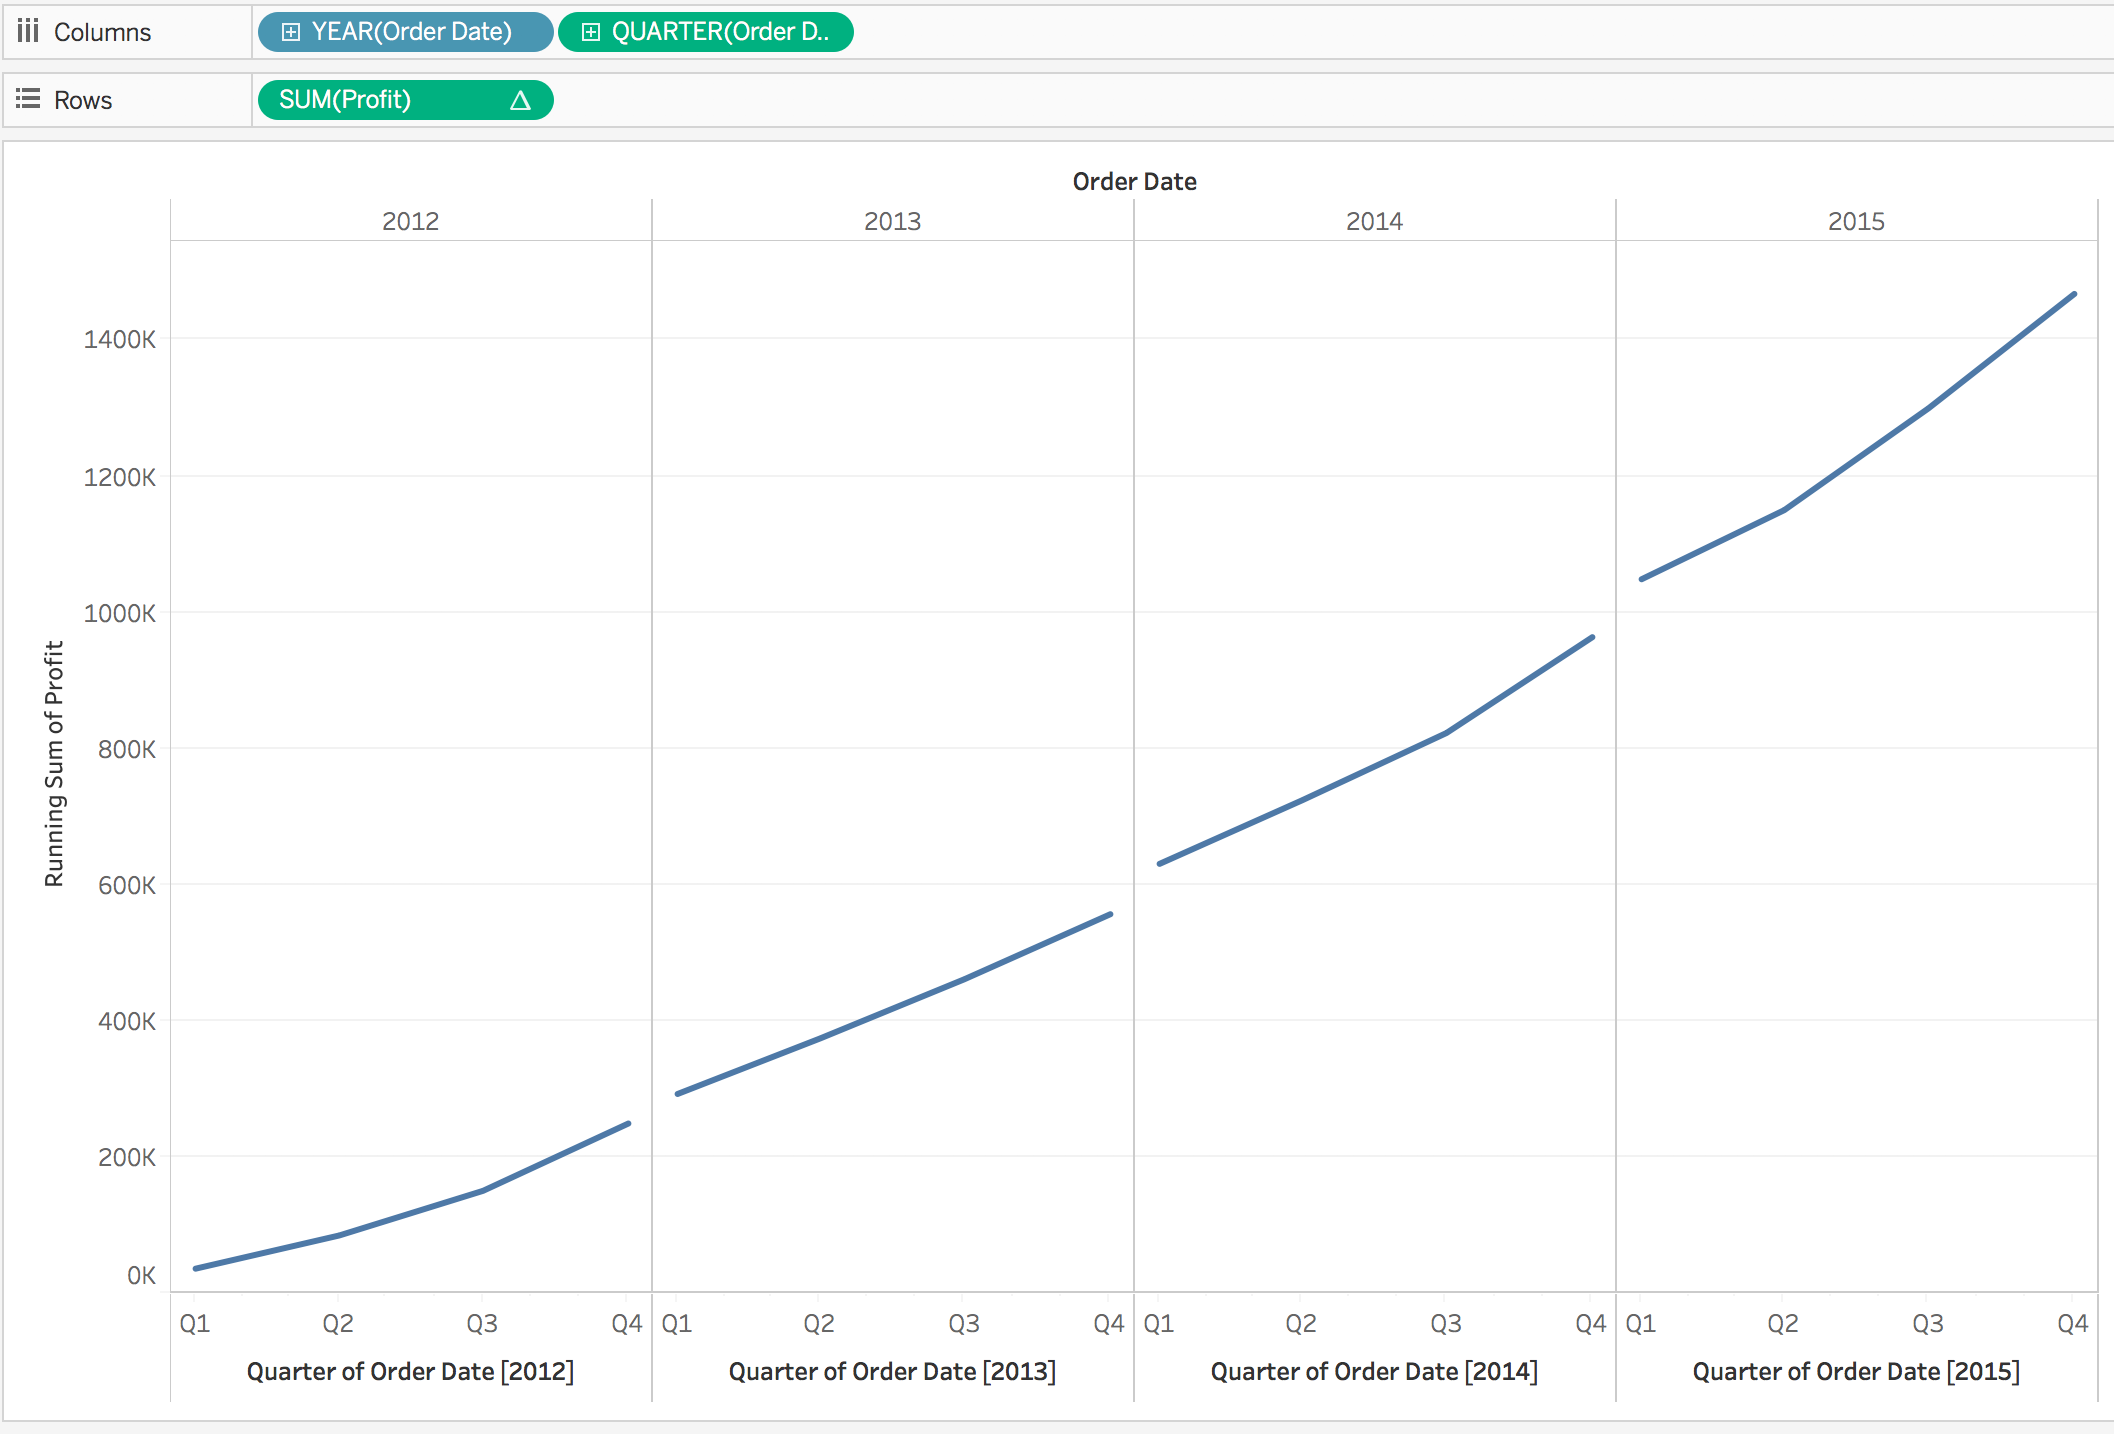 Columns YEAR(Order Date) QUARTER(Order D..
Rows SUM(Profit) Δ
Order Date
2012 2013 2014 2015
Running Sum of Profit
1400K
1200K
1000K
800K
600K
400K
200K
0K
Q1 Q2 Q3 Q4 Q1 Q2 Q3 Q4 Q1 Q2 Q3 Q4 Q1 Q2 Q3 Q4
Quarter of Order Date [2012] Quarter of Order Date [2013] Quarter of Order Date [2014] Quarter of Order Date [2015]